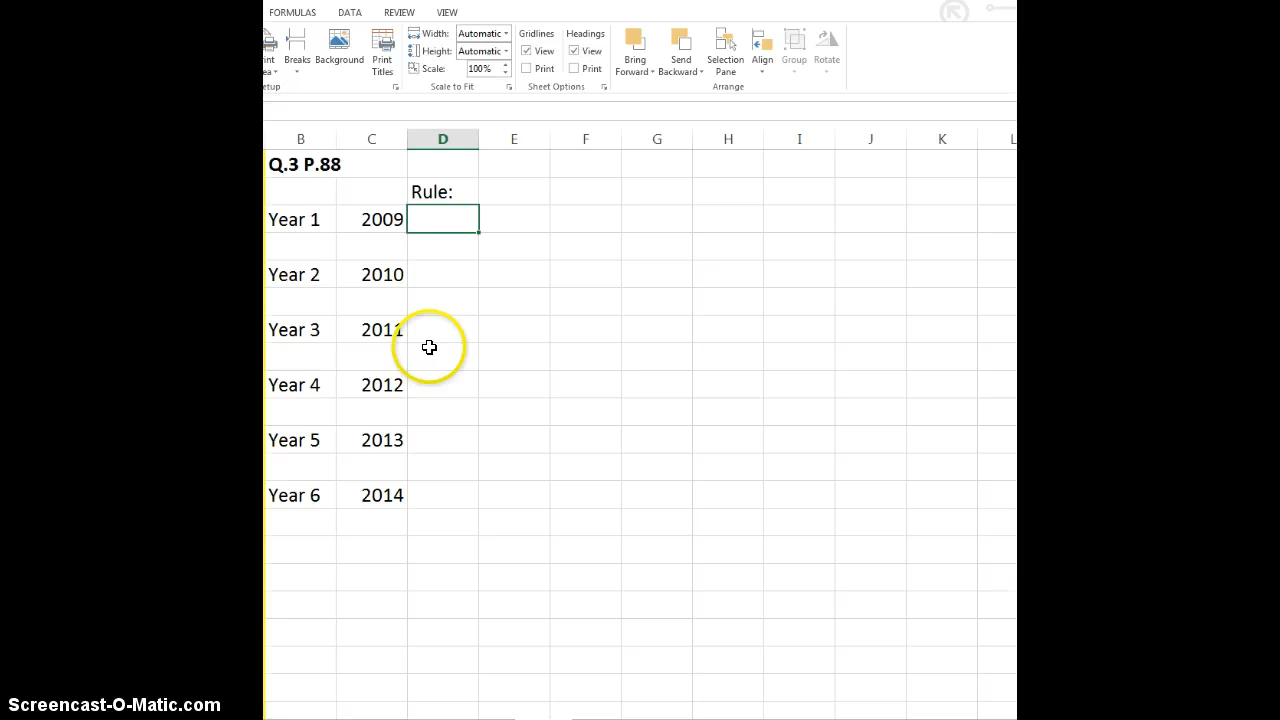 FORMULAS DATA REVIEW VIEW
Width: Automatic Gridlines Headings
Height: Automatic View View
Scale: 100% Print Print
Breaks Background Print Titles
Bring Forward Send Backward Selection Pane Align Group Rotate
Scale to Fit Sheet Options Arrange
B C D E F G H I J K L
Q.3 P.88
Rule:
Year 1 2009
Year 2 2010
Year 3 2011
Year 4 2012
Year 5 2013
Year 6 2014
Screencast-O-Matic.com